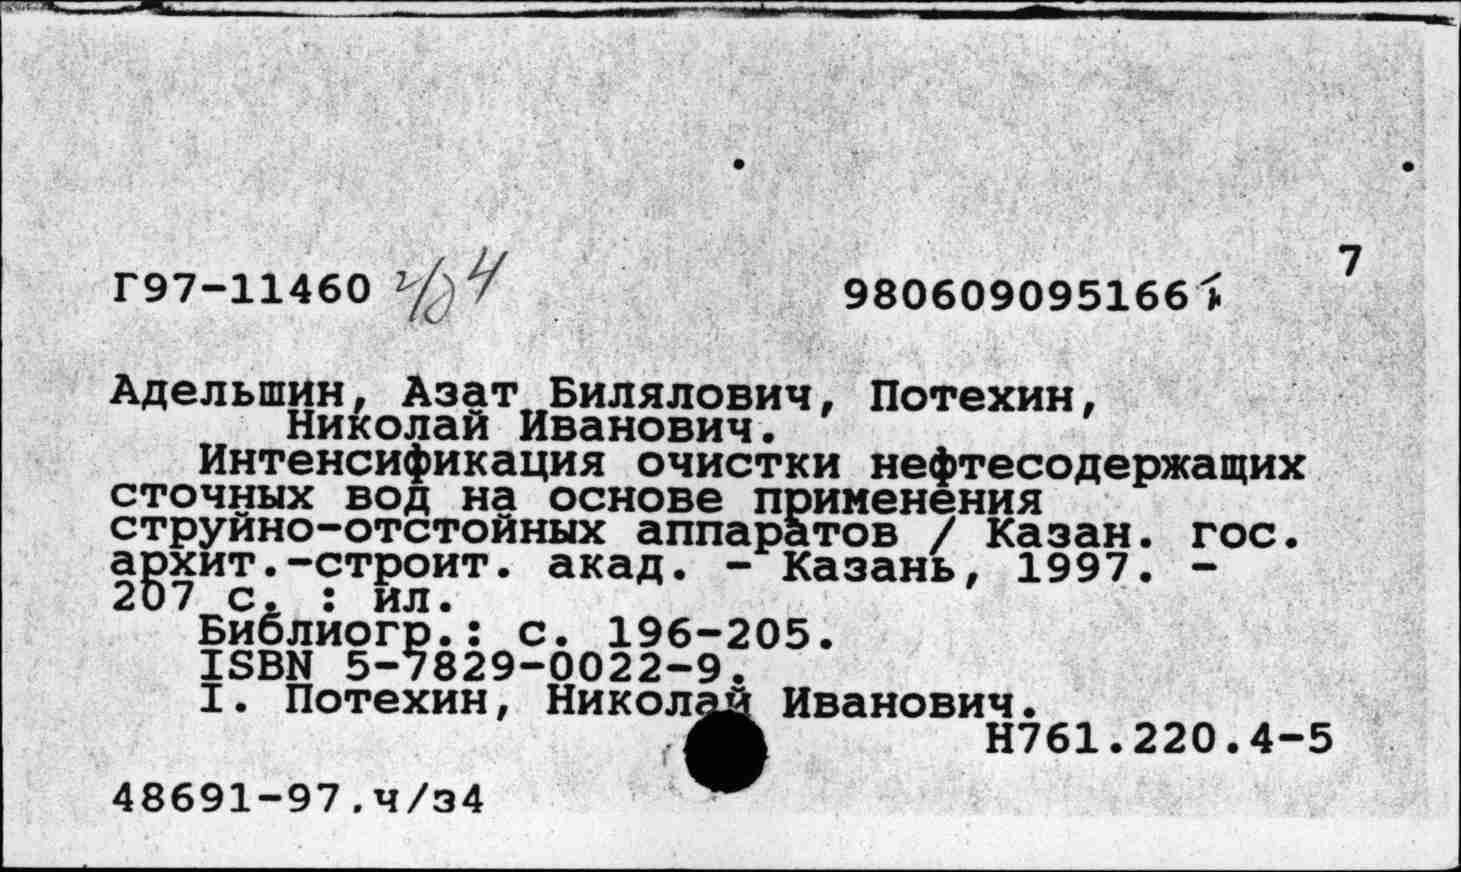 7
Г97-11460 ч/з4 980609095166
Адельшин, Азат Билялович, Потехин,
Николай Иванович.
Интенсификация очистки нефтесодержащих
сточных вод на основе применения
струйно-отстойных аппаратов / Казан. гос.
архит.-строит. акад. - Казань, 1997. -
207 с. : ил.
Библиогр.: с. 196-205.
ISBN 5-7829-0022-9.
I. Потехин, Николай Иванович.
Н761.220.4-5
48691-97.ч/з4